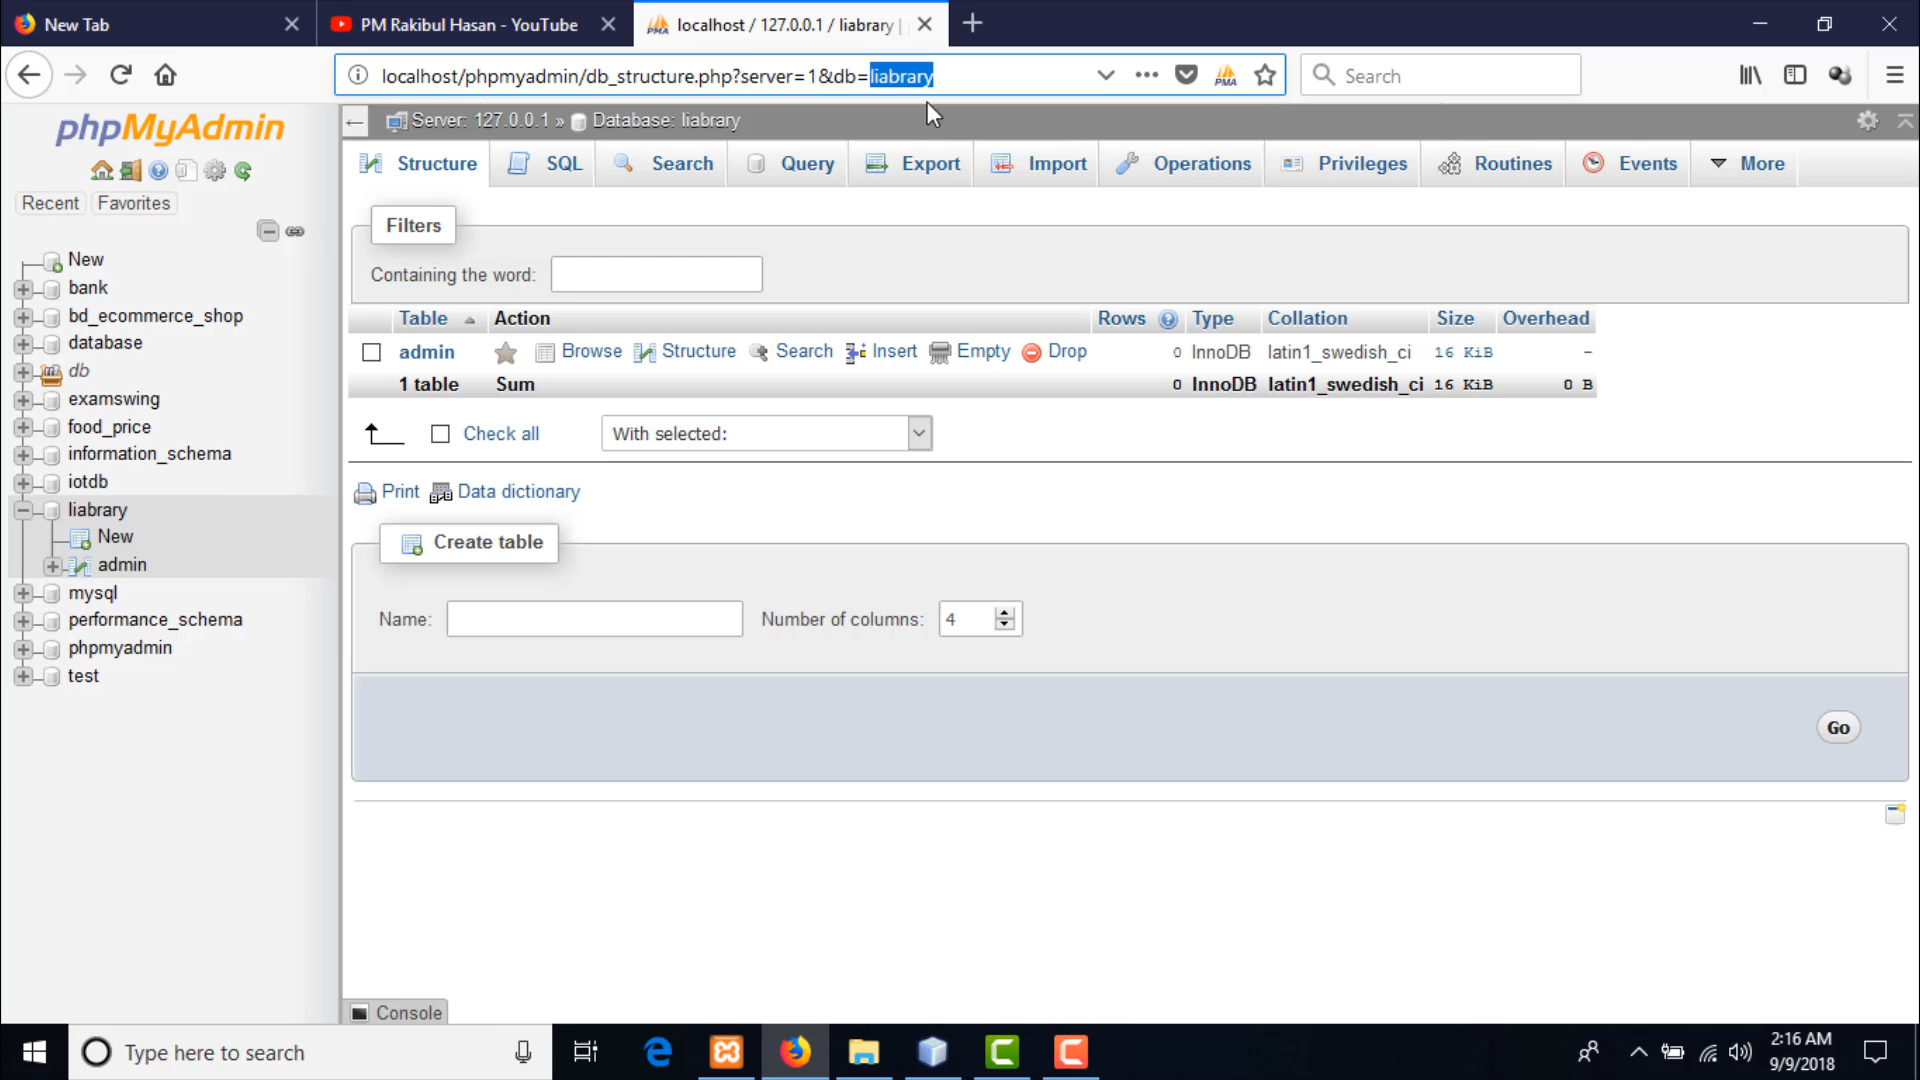 New Tab
PM Rakibul Hasan - YouTube
PMA localhost / 127.0.0.1 / liabrary |
localhost/phpmyadmin/db_structure.php?server=1&db=liabrary
PMA
Search
phpMyAdmin
Recent Favorites
New
bank
bd_ecommerce_shop
database
db
examswing
food_price
information_schema
iotdb
liabrary
New
admin
mysql
performance_schema
phpmyadmin
test
Server: 127.0.0.1 » Database: liabrary
Structure SQL Search Query Export Import Operations Privileges Routines Events More
Filters
Containing the word:
Table Action Rows Type Collation Size Overhead
admin Browse Structure Search Insert Empty Drop 0 InnoDB latin1_swedish_ci 16 KiB -
1 table Sum 0 InnoDB latin1_swedish_ci 16 KiB 0 B
Check all With selected:
Print Data dictionary
Create table
Name: Number of columns: 4
Go
Console
Type here to search
2:16 AM
9/9/2018